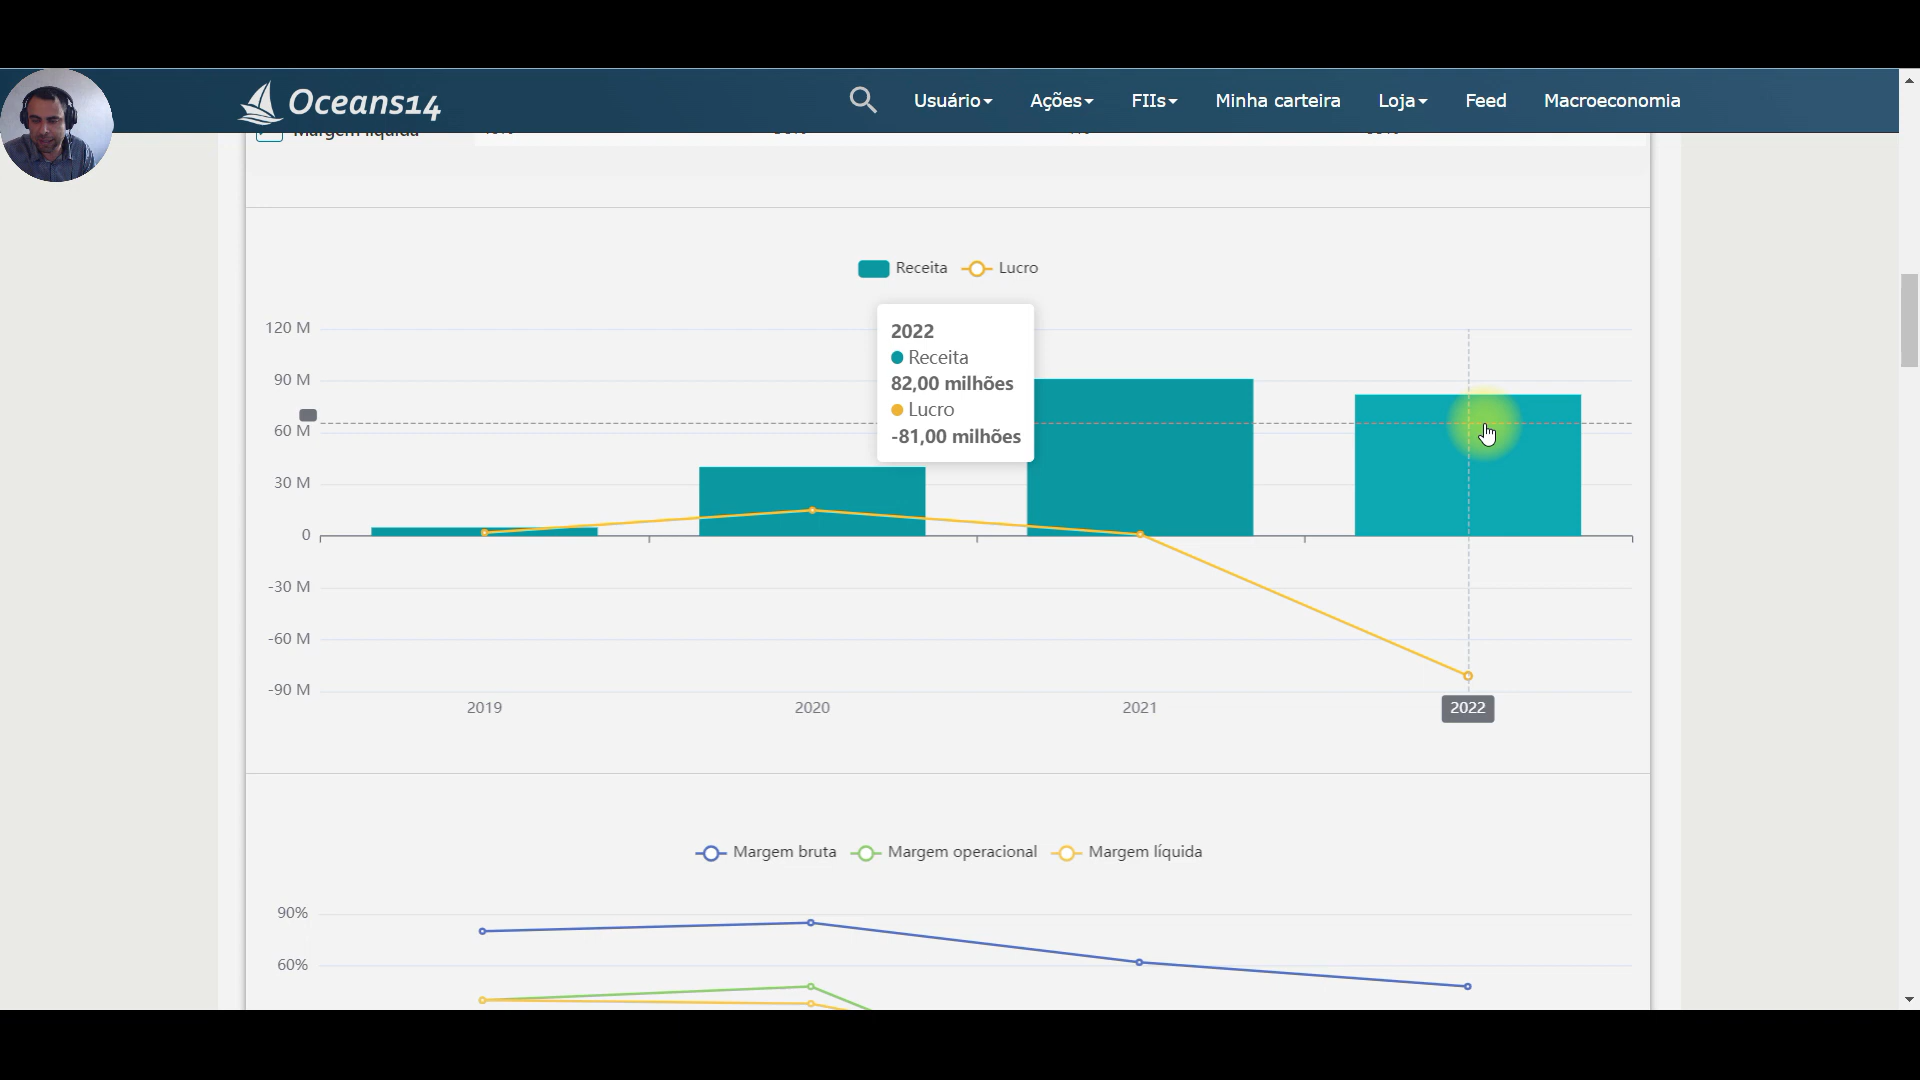 Oceans14
Usuário Ações FIIs Minha carteira Loja Feed Macroeconomia
Margem líquida
Receita Lucro
2022
Receita
82,00 milhões
Lucro
-81,00 milhões
120 M
90 M
60 M
30 M
0
-30 M
-60 M
-90 M
2019 2020 2021 2022
Margem bruta Margem operacional Margem líquida
90%
60%